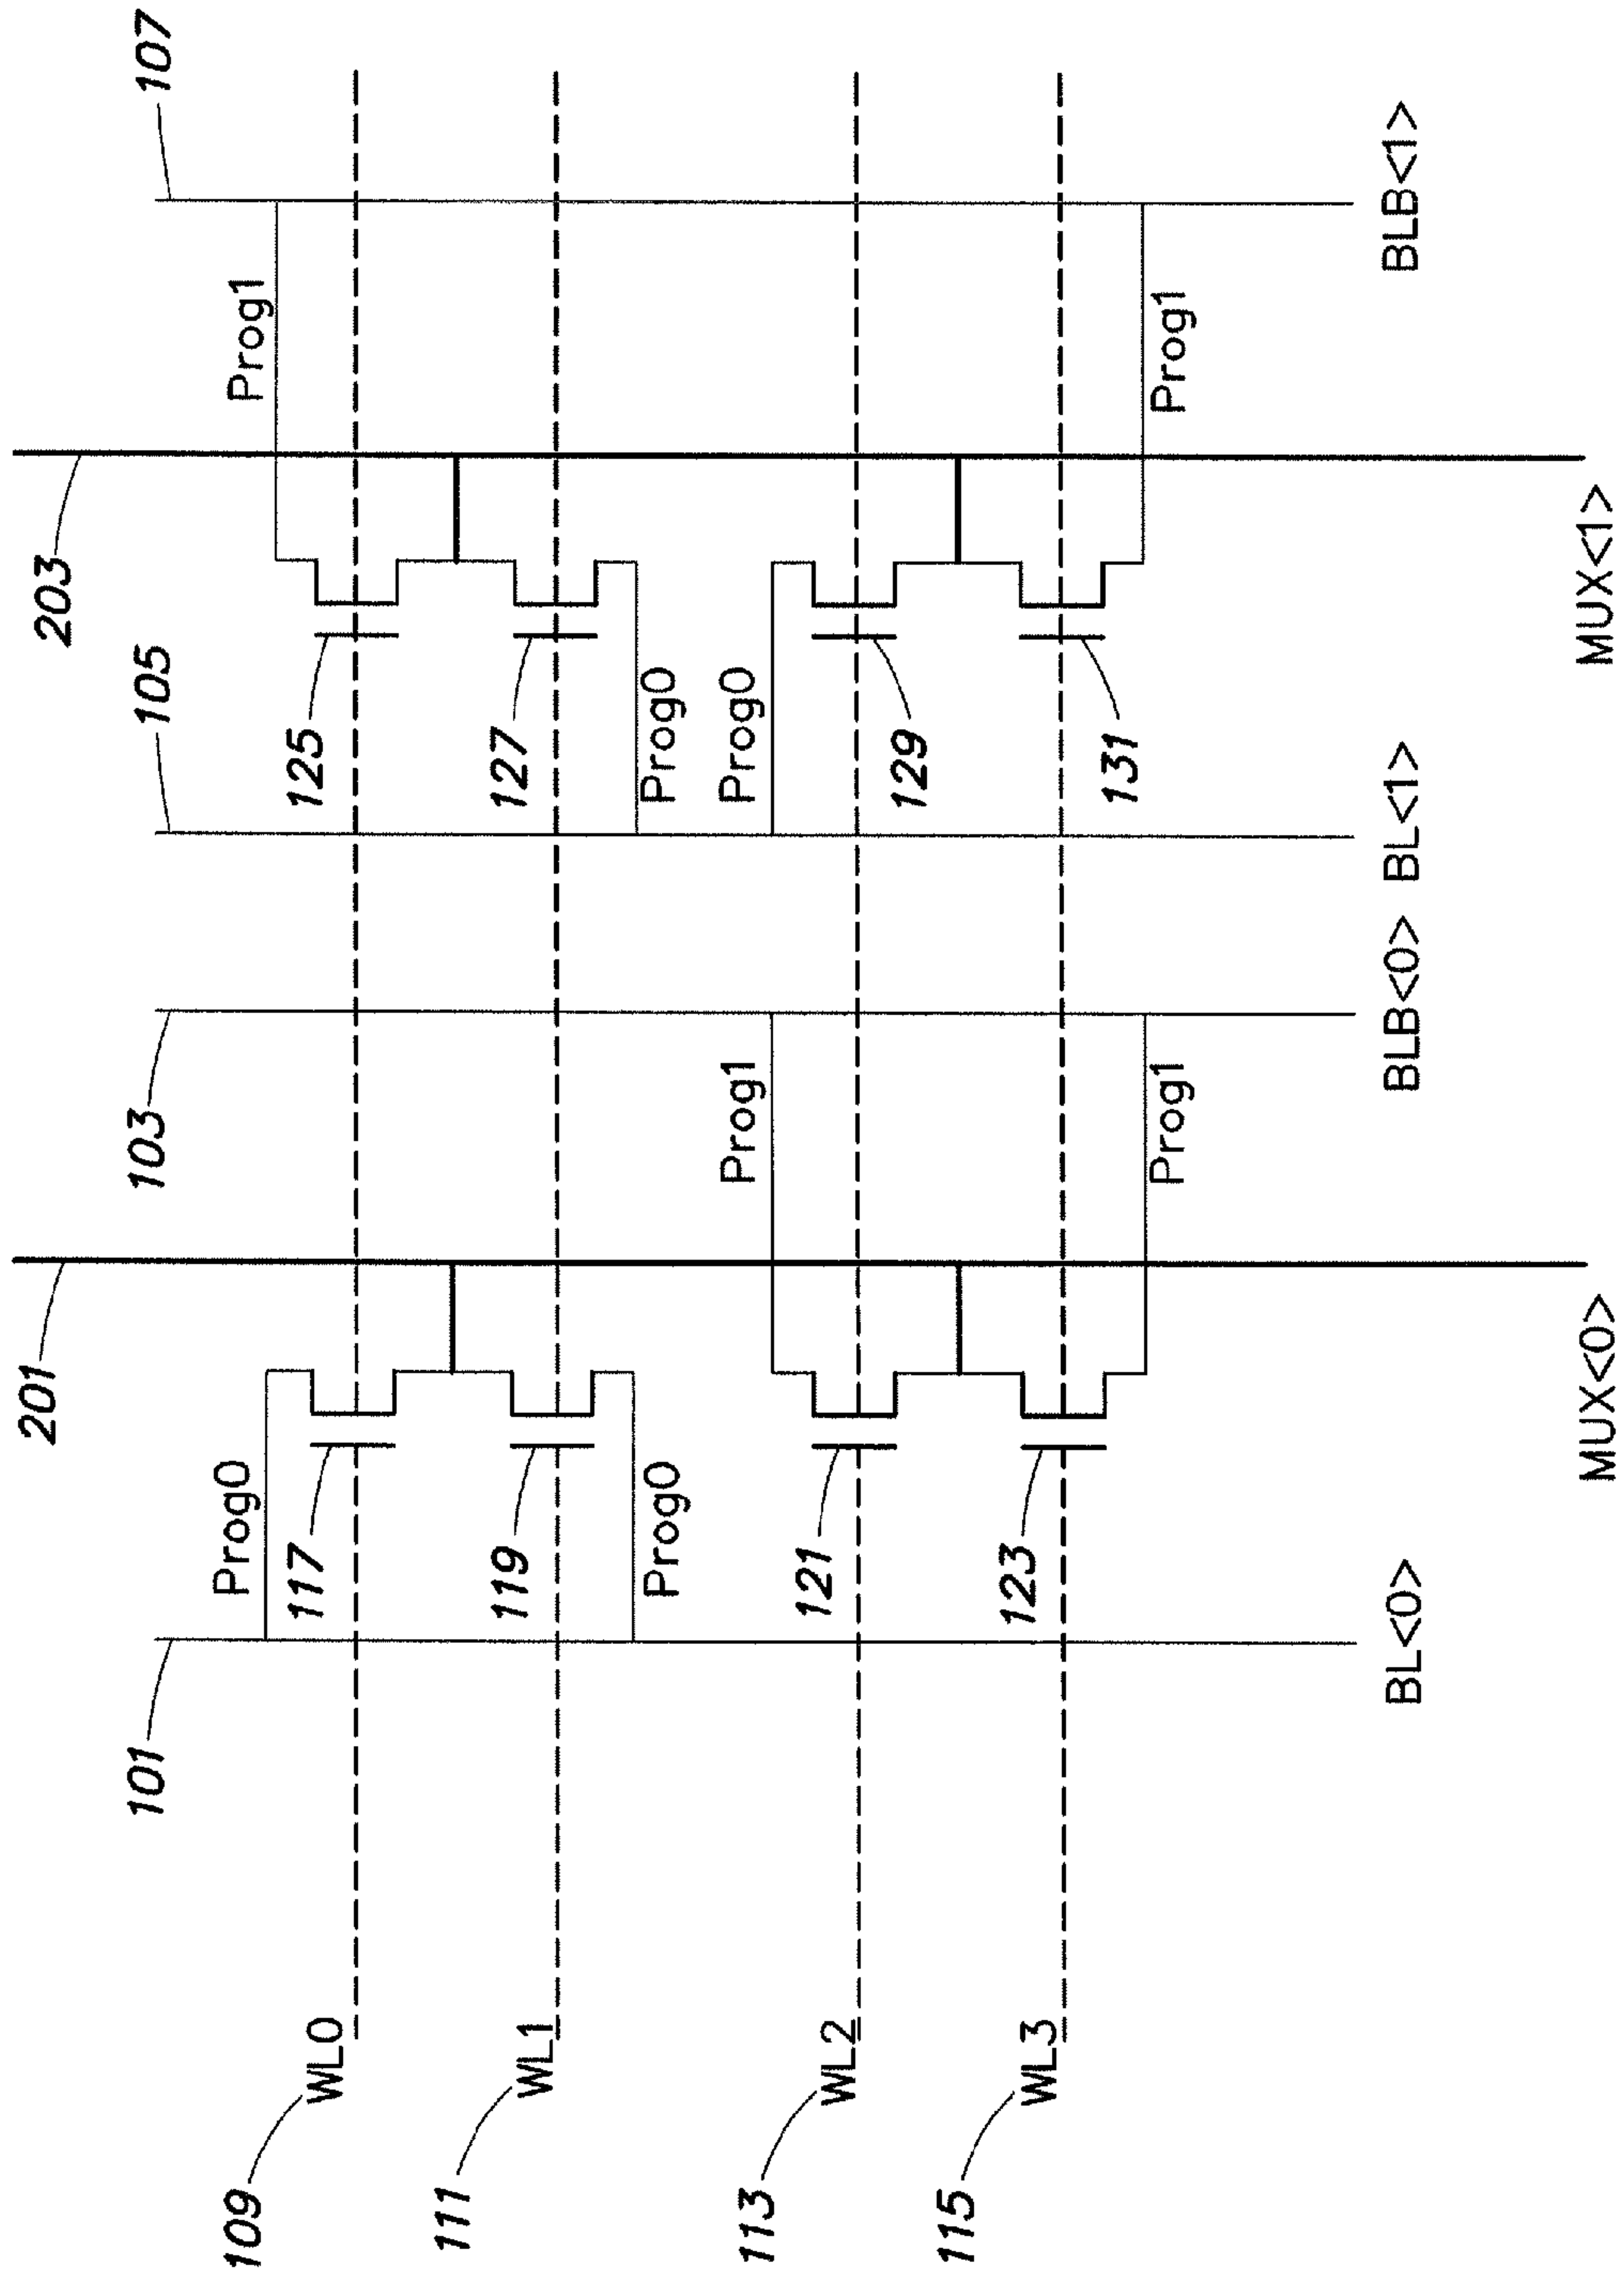 201 203
101 103 105 107
109 Prog0 Prog1
WL0 117 125
111
WL1 119 127
Prog0 Prog0
113 Prog1 Prog0
WL2 121 129
115
WL3 123 131
Prog1 Prog1
BL<0> BLB<0> BL<1> BLB<1>
MUX<0> MUX<1>